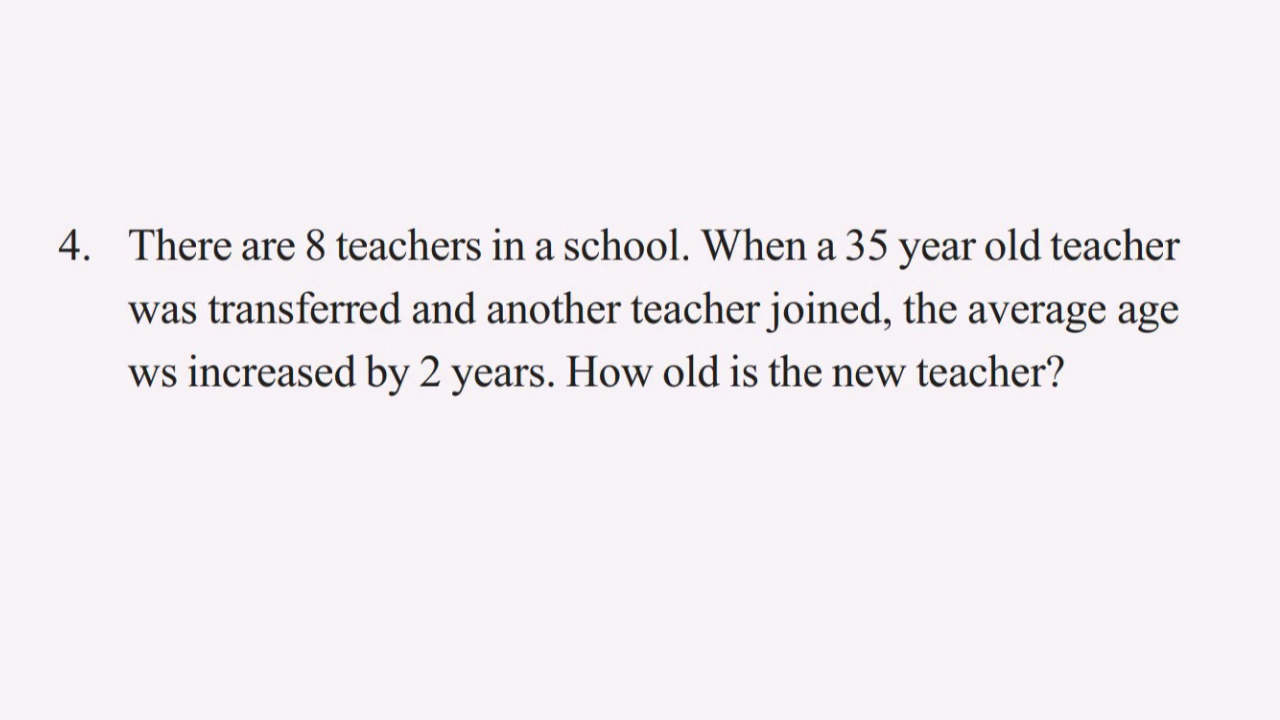 4. There are 8 teachers in a school. When a 35 year old teacher
was transferred and another teacher joined, the average age
ws increased by 2 years. How old is the new teacher?